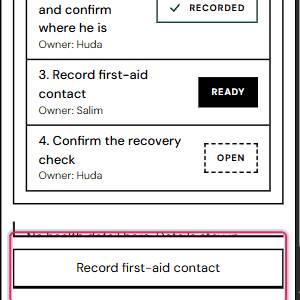 and confirm
where he is
RECORDED
Owner: Huda
3. Record first-aid
contact
READY
Owner: Salim
4. Confirm the recovery
check
OPEN
Owner: Huda
Record first-aid contact